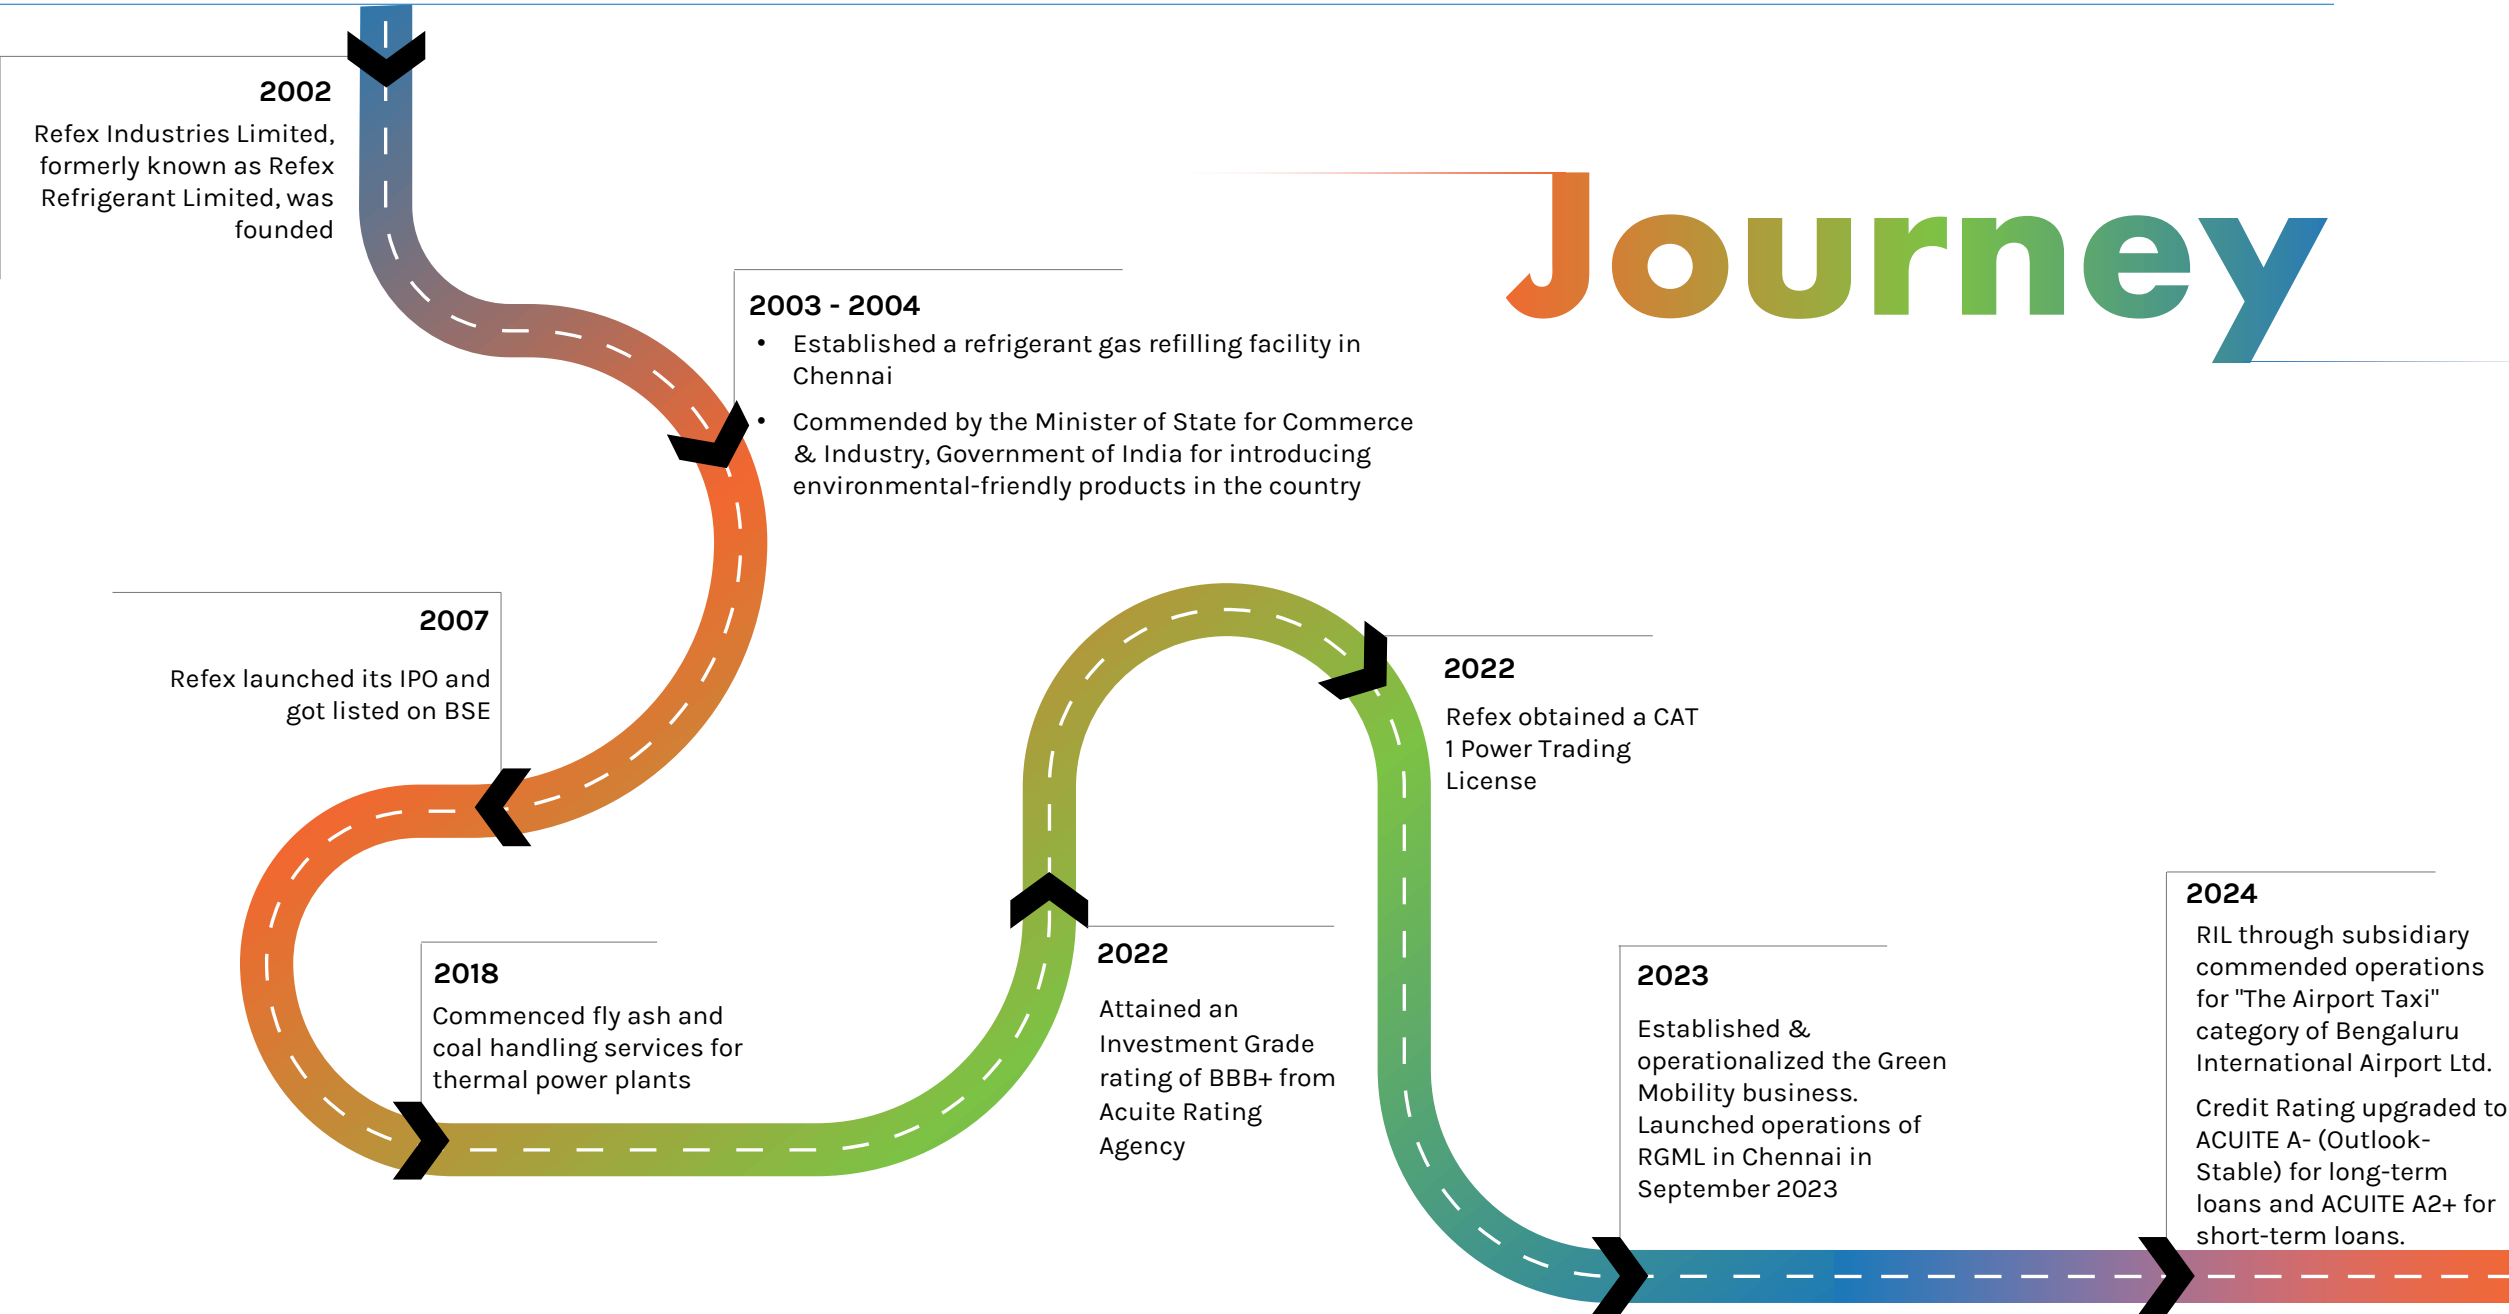 2002
Refex Industries Limited,
formerly known as Refex
Refrigerant Limited, was
founded
Journey
2003 - 2004
• Established a refrigerant gas refilling facility in
Chennai
• Commended by the Minister of State for Commerce
& Industry, Government of India for introducing
environmental-friendly products in the country
2007
Refex launched its IPO and
got listed on BSE
2018
Commenced fly ash and
coal handling services for
thermal power plants
2022
Attained an
Investment Grade
rating of BBB+ from
Acuite Rating
Agency
2022
Refex obtained a CAT
1 Power Trading
License
2023
Established &
operationalized the Green
Mobility business.
Launched operations of
RGML in Chennai in
September 2023
2024
RIL through subsidiary
commended operations
for "The Airport Taxi"
category of Bengaluru
International Airport Ltd.
Credit Rating upgraded to
ACUITE A- (Outlook-
Stable) for long-term
loans and ACUITE A2+ for
short-term loans.